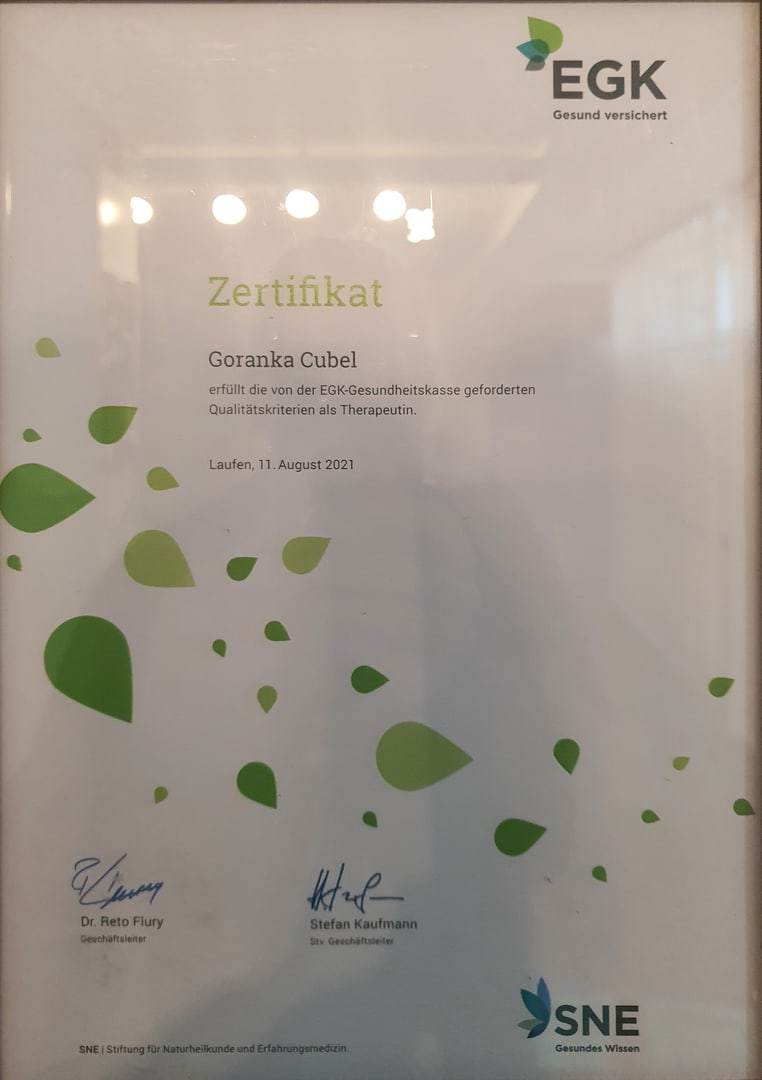 EGK
Gesund versichert
Zertifikat
Goranka Cubel
erfüllt die von der EGK-Gesundheitskasse geforderten
Qualitätskriterien als Therapeutin.
Laufen, 11. August 2021
Dr. Reto Flury
Geschäftsleiter
Stefan Kaufmann
Stv. Geschäftsleiter
SNE
Gesundes Wissen
SNE | Stiftung für Naturheilkunde und Erfahrungsmedizin.